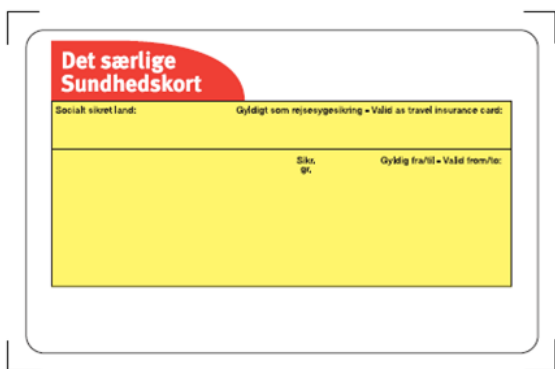 Det særlige
Sundhedskort
Socialt sikret land: Gyldigt som rejsesygesikring - Valid as travel insurance card:
Sikr. Gyldig fra/til - Valid from/to:
gr.